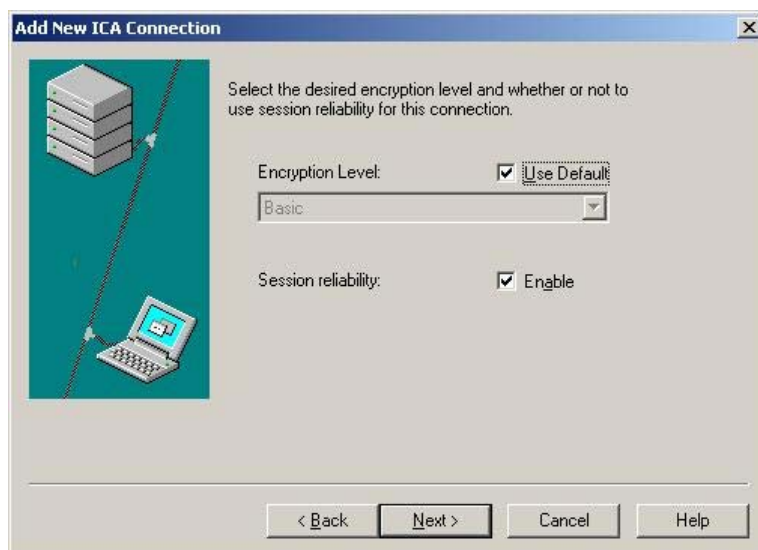 Add New ICA Connection
Select the desired encryption level and whether or not to
use session reliability for this connection.
Encryption Level:
Use Default
Basic
Session reliability:
Enable
< Back
Next >
Cancel
Help